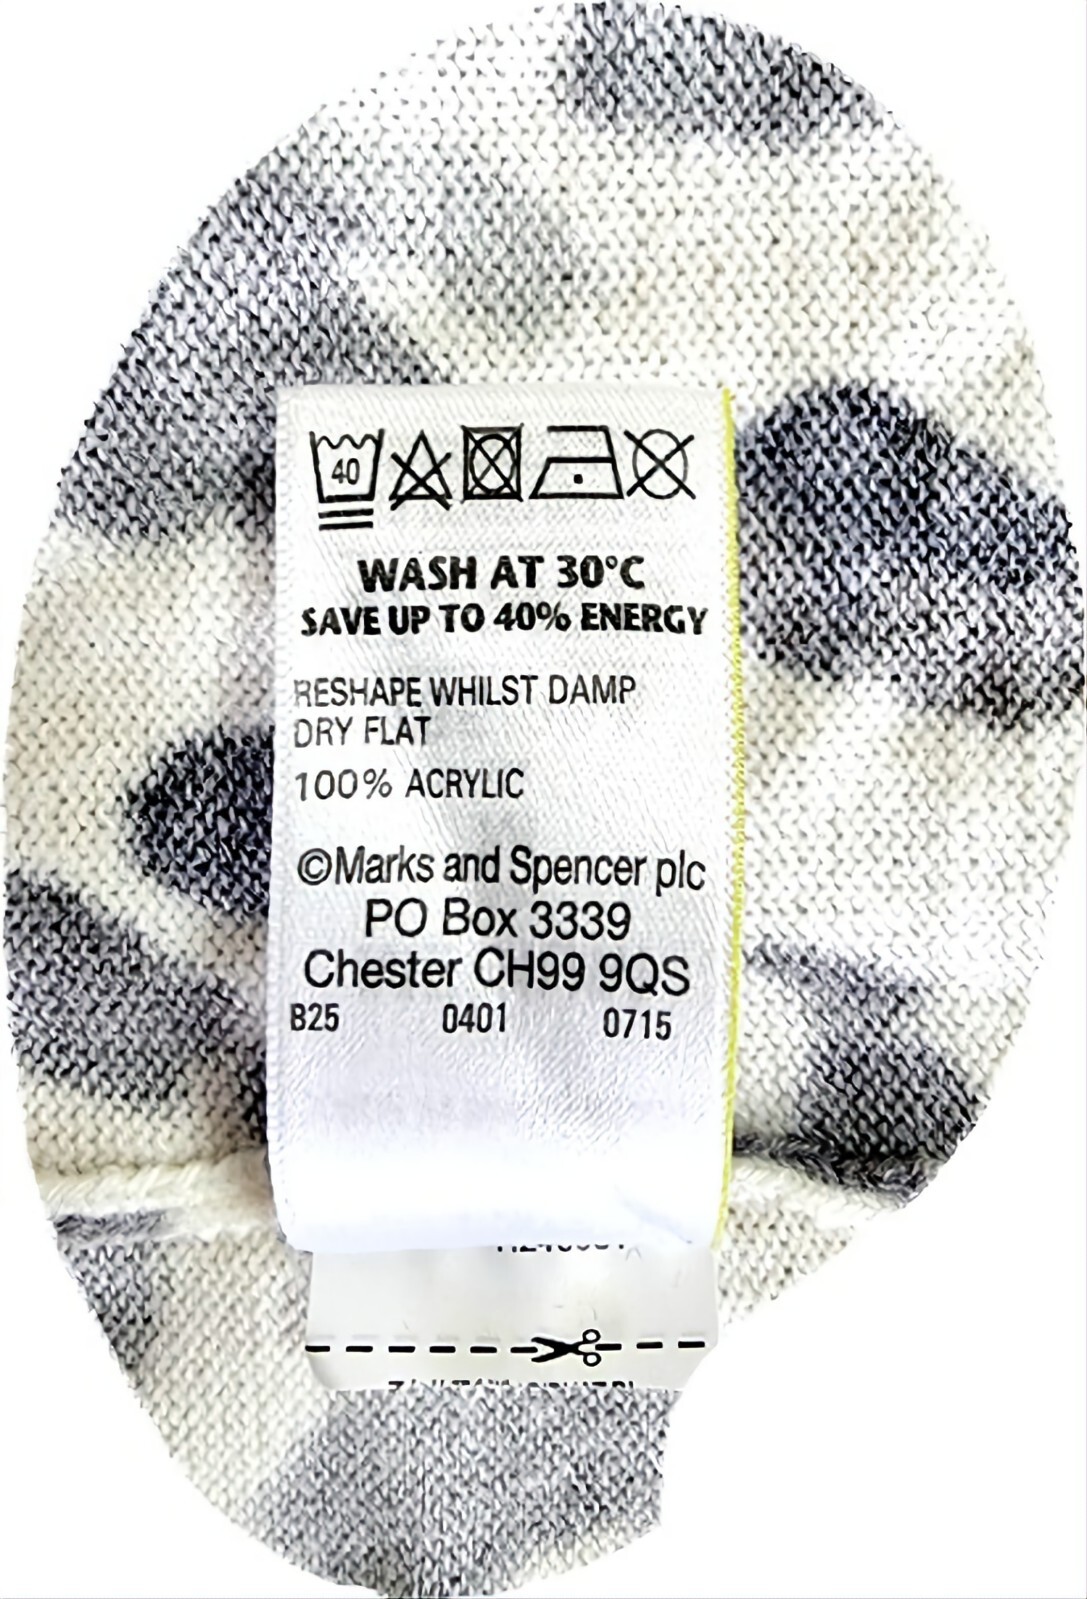 40
WASH AT 30°C
SAVE UP TO 40% ENERGY
RESHAPE WHILST DAMP
DRY FLAT
100% ACRYLIC
©Marks and Spencer plc
PO Box 3339
Chester CH99 9QS
B25 0401 0715